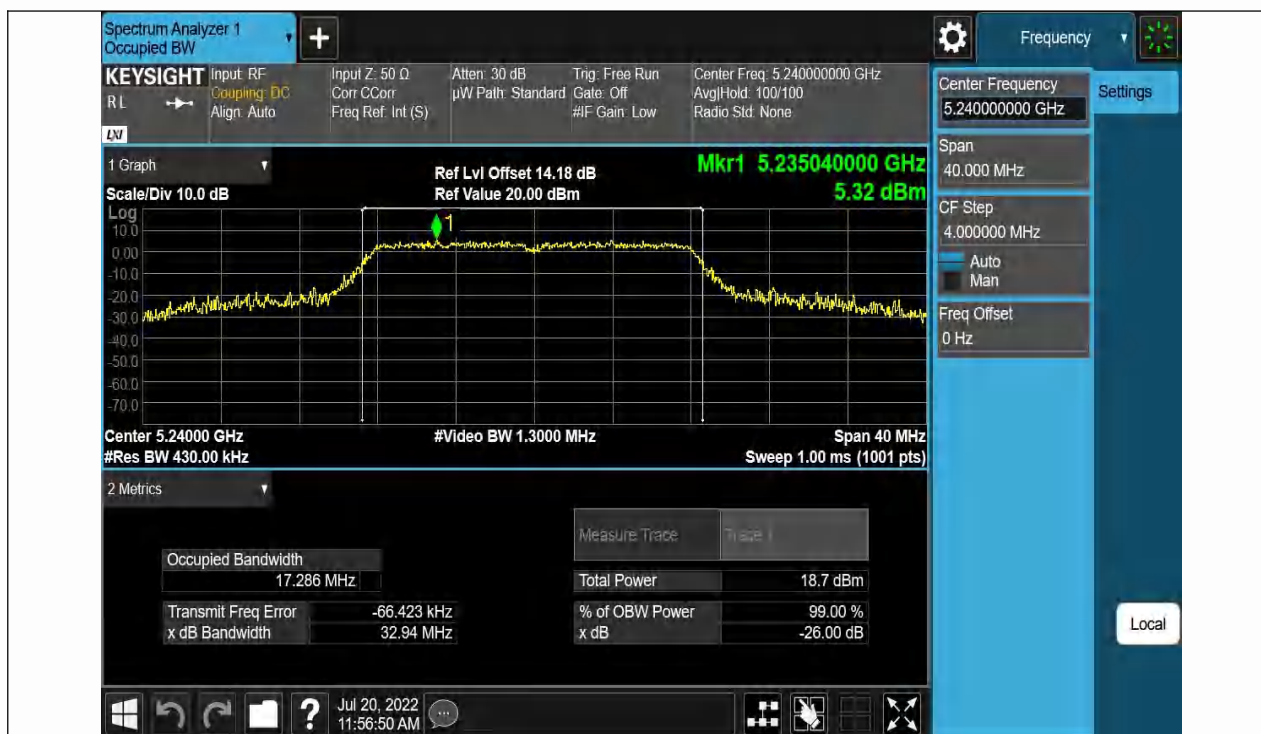 Spectrum Analyzer 1
Occupied BW
Frequency
KEYSIGHT
R L
LXI
Input: RF
Coupling: DC
Align: Auto
Input Z: 50 Ω
Corr CCorr
Freq Ref: Int (S)
Atten: 30 dB
µW Path: Standard
Trig: Free Run
Gate: Off
#IF Gain: Low
Center Freq: 5.240000000 GHz
Avg|Hold: 100/100
Radio Std: None
Center Frequency
5.240000000 GHz
Settings
Span
40.000 MHz
CF Step
4.000000 MHz
Auto
Man
Freq Offset
0 Hz
Local
1 Graph
Scale/Div 10.0 dB
Ref Lvl Offset 14.18 dB
Ref Value 20.00 dBm
Mkr1 5.235040000 GHz
5.32 dBm
Log
10.0
0.00
-10.0
-20.0
-30.0
-40.0
-50.0
-60.0
-70.0
1
Center 5.24000 GHz
#Video BW 1.3000 MHz
Span 40 MHz
#Res BW 430.00 kHz
Sweep 1.00 ms (1001 pts)
2 Metrics
Measure Trace
Trace 1
Occupied Bandwidth
17.286 MHz
Total Power
18.7 dBm
Transmit Freq Error
-66.423 kHz
% of OBW Power
99.00 %
x dB Bandwidth
32.94 MHz
x dB
-26.00 dB
Jul 20, 2022
11:56:50 AM